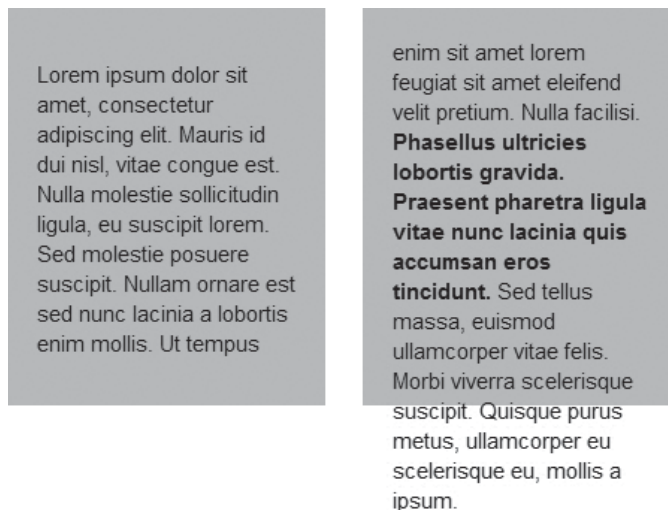 Lorem ipsum dolor sit
amet, consectetur
adipiscing elit. Mauris id
dui nisl, vitae congue est.
Nulla molestie sollicitudin
ligula, eu suscipit lorem.
Sed molestie posuere
suscipit. Nullam ornare est
sed nunc lacinia a lobortis
enim mollis. Ut tempus
enim sit amet lorem
feugiat sit amet eleifend
velit pretium. Nulla facilisi.
Phasellus ultricies
lobortis gravida.
Praesent pharetra ligula
vitae nunc lacinia quis
accumsan eros
tincidunt. Sed tellus
massa, euismod
ullamcorper vitae felis.
Morbi viverra scelerisque
suscipit. Quisque purus
metus, ullamcorper eu
scelerisque eu, mollis a
ipsum.